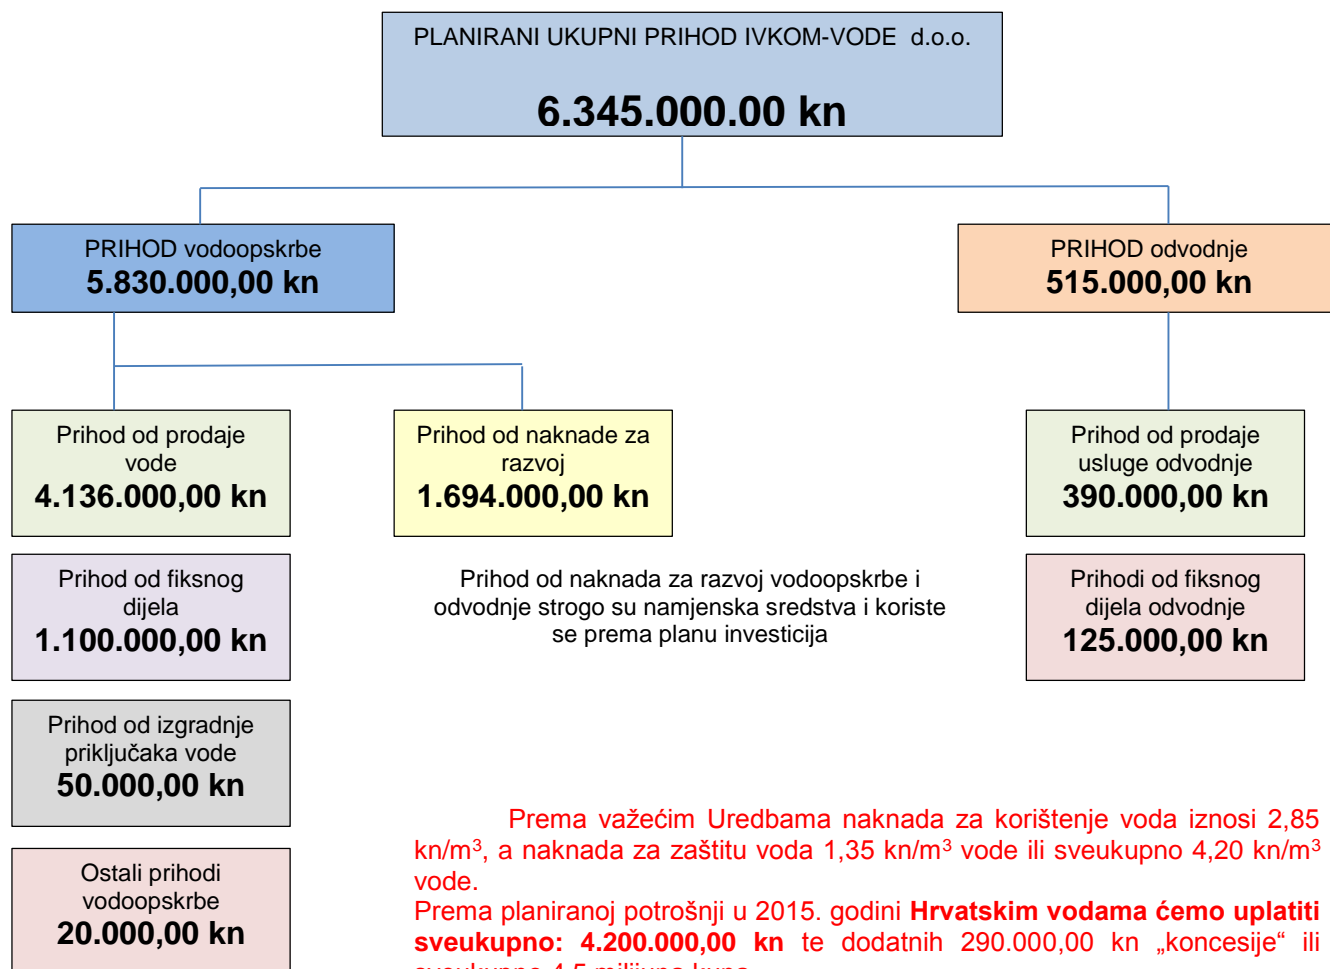 PLANIRANI UKUPNI PRIHOD IVKOM-VODE d.o.o.
6.345.000.00 kn
PRIHOD vodoopskrbe
5.830.000,00 kn
PRIHOD odvodnje
515.000,00 kn
Prihod od prodaje
vode
4.136.000,00 kn
Prihod od naknade za
razvoj
1.694.000,00 kn
Prihod od prodaje
usluge odvodnje
390.000,00 kn
Prihod od fiksnog
dijela
1.100.000,00 kn
Prihod od naknada za razvoj vodoopskrbe i
odvodnje strogo su namjenska sredstva i koriste
se prema planu investicija
Prihodi od fiksnog
dijela odvodnje
125.000,00 kn
Prihod od izgradnje
priključaka vode
50.000,00 kn
Ostali prihodi
vodoopskrbe
20.000,00 kn
Prema važećim Uredbama naknada za korištenje voda iznosi 2,85
kn/m³, a naknada za zaštitu voda 1,35 kn/m³ vode ili sveukupno 4,20 kn/m³
vode.
Prema planiranoj potrošnji u 2015. godini Hrvatskim vodama ćemo uplatiti
sveukupno: 4.200.000,00 kn te dodatnih 290.000,00 kn „koncesije“ ili
sveukupno 4,5 milijuna kuna